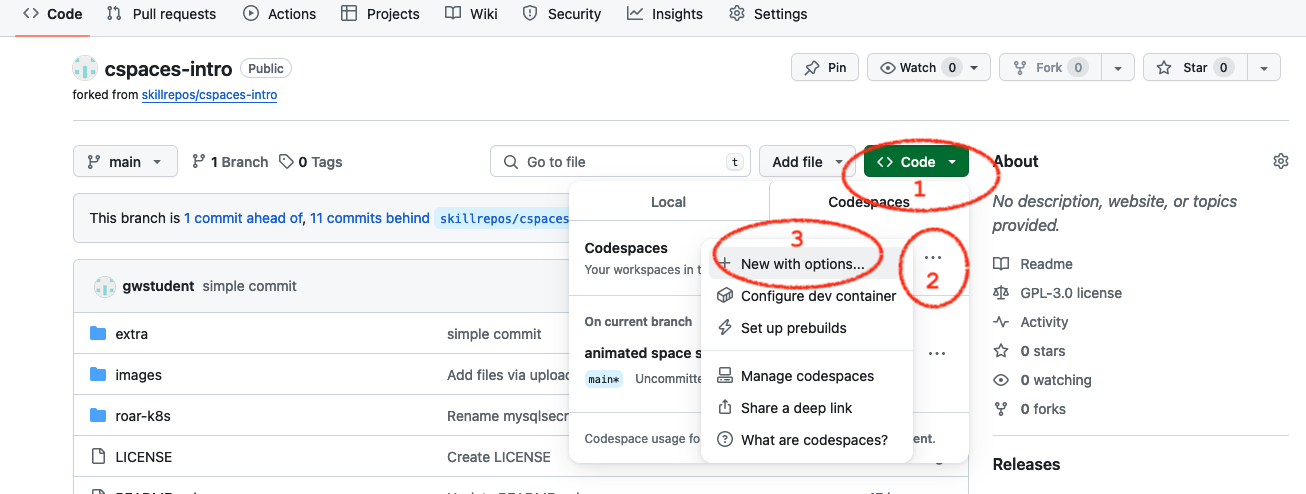 Code Pull requests Actions Projects Wiki Security Insights Settings
cspaces-intro Public Pin Watch 0 Fork 0 Star 0
forked from skillrepos/cspaces-intro
main 1 Branch 0 Tags Go to file t Add file Code
1
This branch is 1 commit ahead of, 11 commits behind skillrepos/cspaces
gwstudent simple commit
extra simple commit
images Add files via upload
roar-k8s Rename mysqlsecr
LICENSE Create LICENSE
Local Codespaces
Codespaces
Your workspaces in t
2
On current branch
animated space s
main* Uncommitte
Codespace usage fo
3
New with options...
Configure dev container
Set up prebuilds
Manage codespaces
Share a deep link
What are codespaces?
About
No description, website, or topics
provided.
Readme
GPL-3.0 license
Activity
0 stars
0 watching
0 forks
Releases